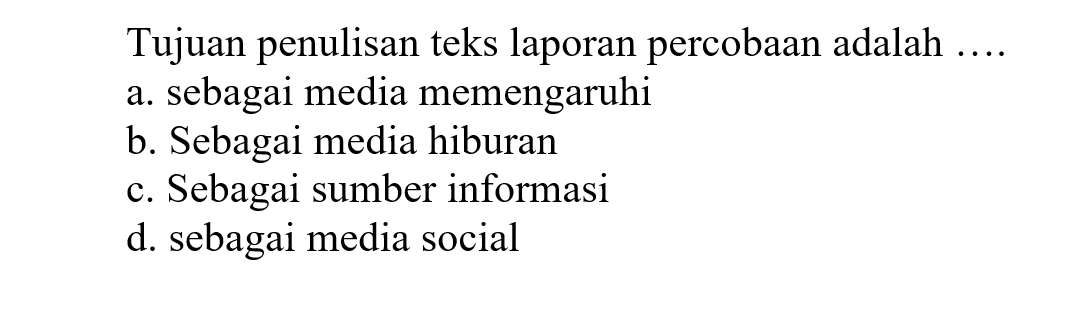 Tujuan penulisan teks laporan percobaan adalah ….
a. sebagai media memengaruhi
b. Sebagai media hiburan
c. Sebagai sumber informasi
d. sebagai media social